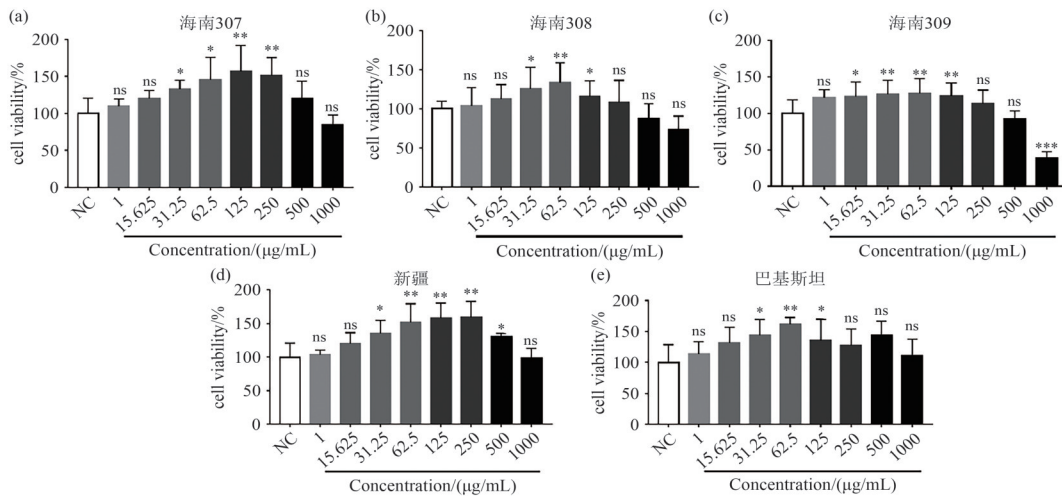 (a)
海南307
cell viability/%
200
150
100
50
0
ns
ns
*
*
**
**
ns
ns
NC
1
15.625
31.25
62.5
125
250
500
1000
Concentration/(μg/mL)
(b)
海南308
cell viability/%
200
150
100
50
0
ns
ns
*
**
*
ns
ns
ns
NC
1
15.625
31.25
62.5
125
250
500
1000
Concentration/(μg/mL)
(c)
海南309
cell viability/%
200
150
100
50
0
ns
*
**
**
**
ns
ns
***
NC
1
15.625
31.25
62.5
125
250
500
1000
Concentration/(μg/mL)
(d)
新疆
cell viability/%
200
150
100
50
0
ns
ns
*
**
**
**
*
ns
NC
1
15.625
31.25
62.5
125
250
500
1000
Concentration/(μg/mL)
(e)
巴基斯坦
cell viability/%
200
150
100
50
0
ns
ns
*
**
*
ns
ns
ns
NC
1
15.625
31.25
62.5
125
250
500
1000
Concentration/(μg/mL)